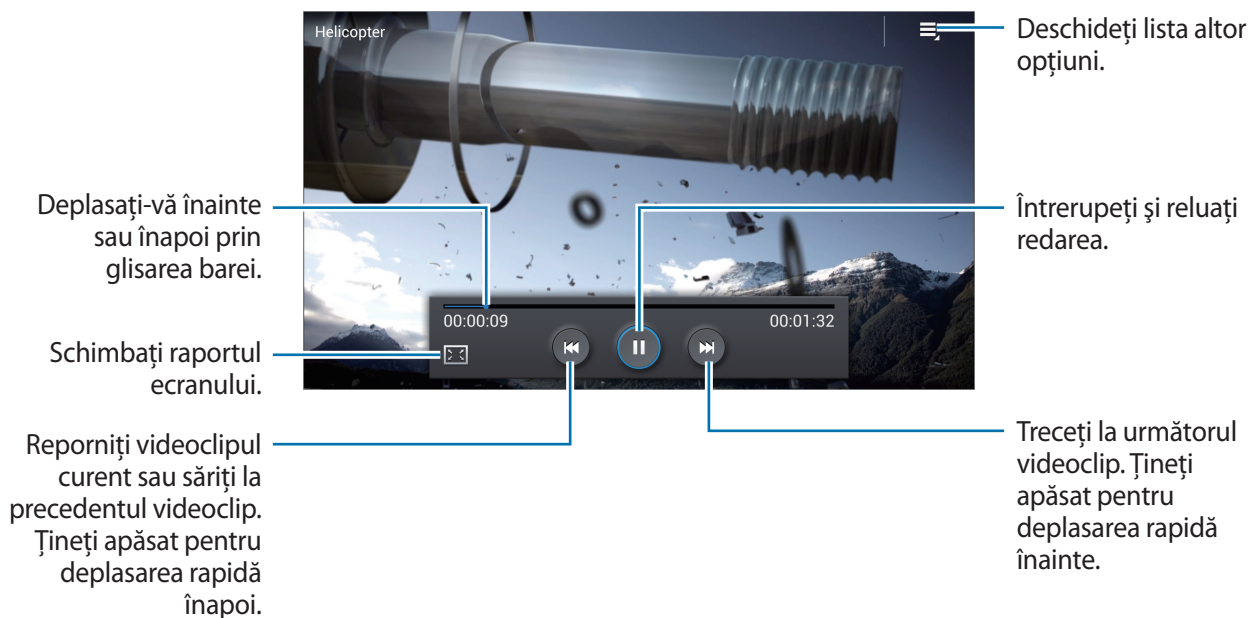 Helicopter
Deschideți lista altor
opțiuni.
Deplasați-vă înainte
sau înapoi prin
glisarea barei.
Întrerupeți şi reluați
redarea.
00:00:09
00:01:32
Schimbați raportul
ecranului.
Reporniți videoclipul
curent sau săriți la
precedentul videoclip.
Țineți apăsat pentru
deplasarea rapidă
înapoi.
Treceți la următorul
videoclip. Țineți
apăsat pentru
deplasarea rapidă
înainte.